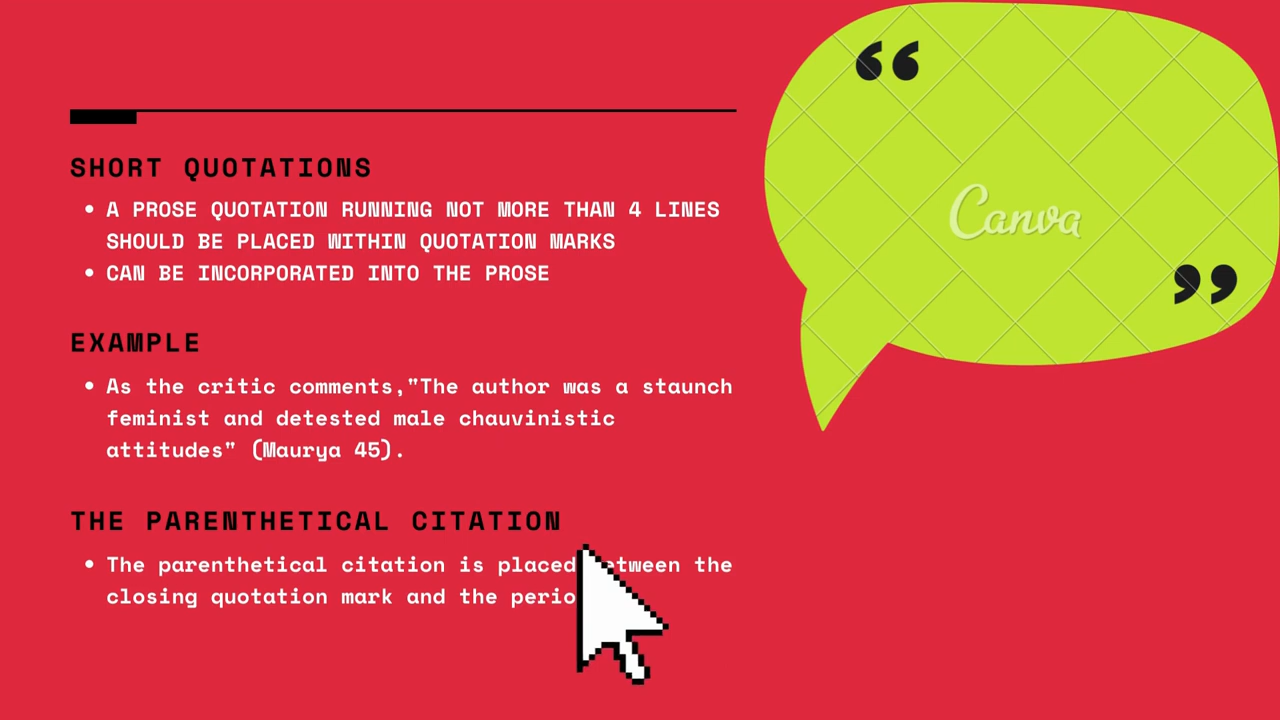 SHORT QUOTATIONS
• A PROSE QUOTATION RUNNING NOT MORE THAN 4 LINES
SHOULD BE PLACED WITHIN QUOTATION MARKS
• CAN BE INCORPORATED INTO THE PROSE
EXAMPLE
• As the critic comments,"The author was a staunch
feminist and detested male chauvinistic
attitudes" (Maurya 45).
THE PARENTHETICAL CITATION
• The parenthetical citation is placed the
closing quotation mark and the
“
Canva
”